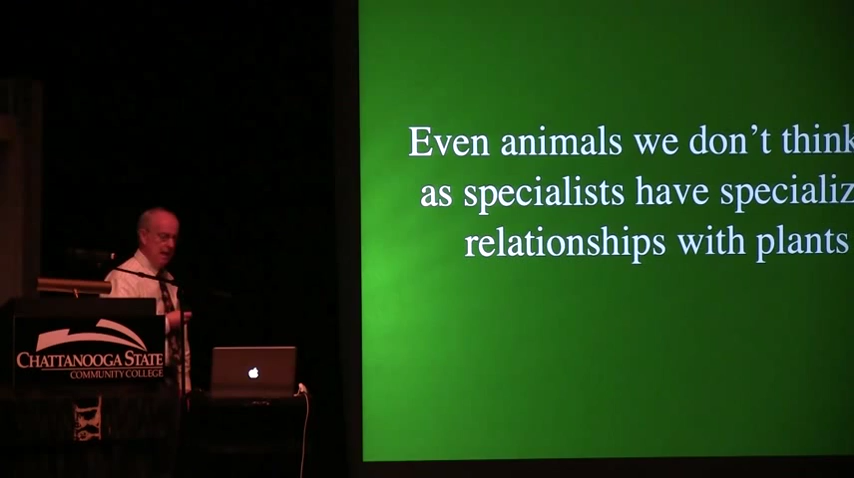 Even animals we don't think
as specialists have specializ
relationships with plants
CHATTANOOGA STATE
COMMUNITY COLLEGE